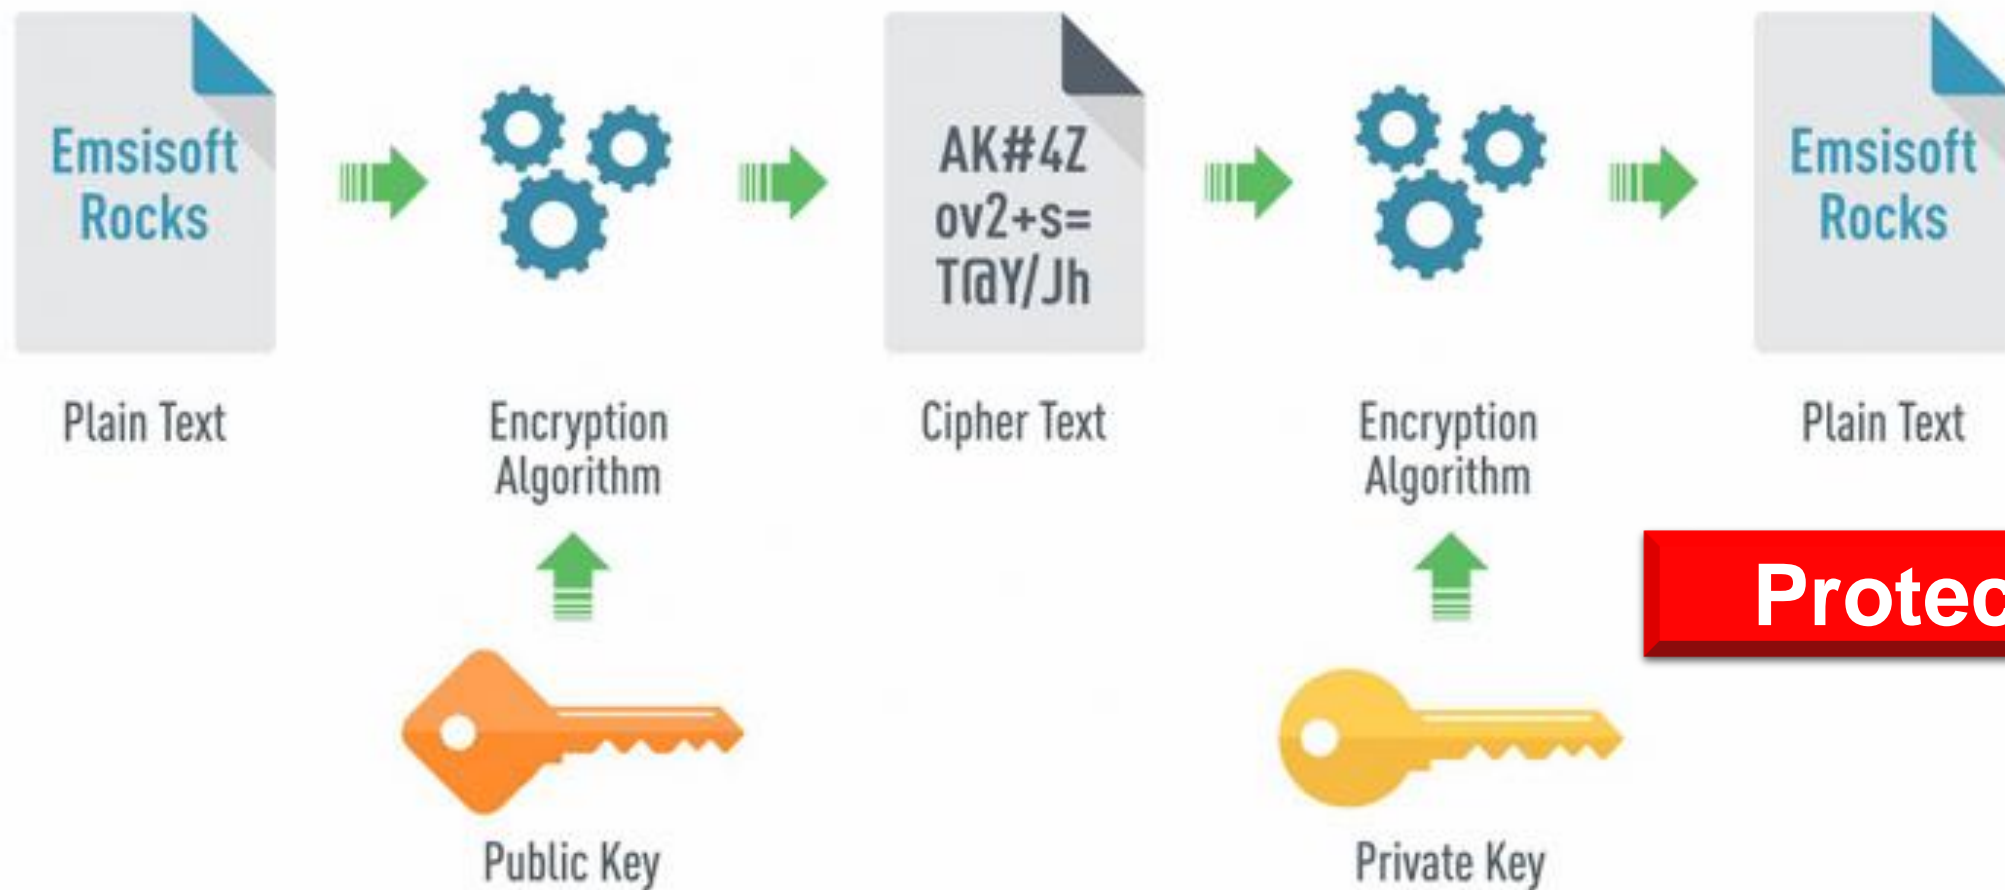 Emsisoft
Rocks
AK#4Z
ov2+s=
T@Y/Jh
Emsisoft
Rocks
Plain Text
Encryption
Algorithm
Cipher Text
Encryption
Algorithm
Plain Text
Protec
Public Key
Private Key